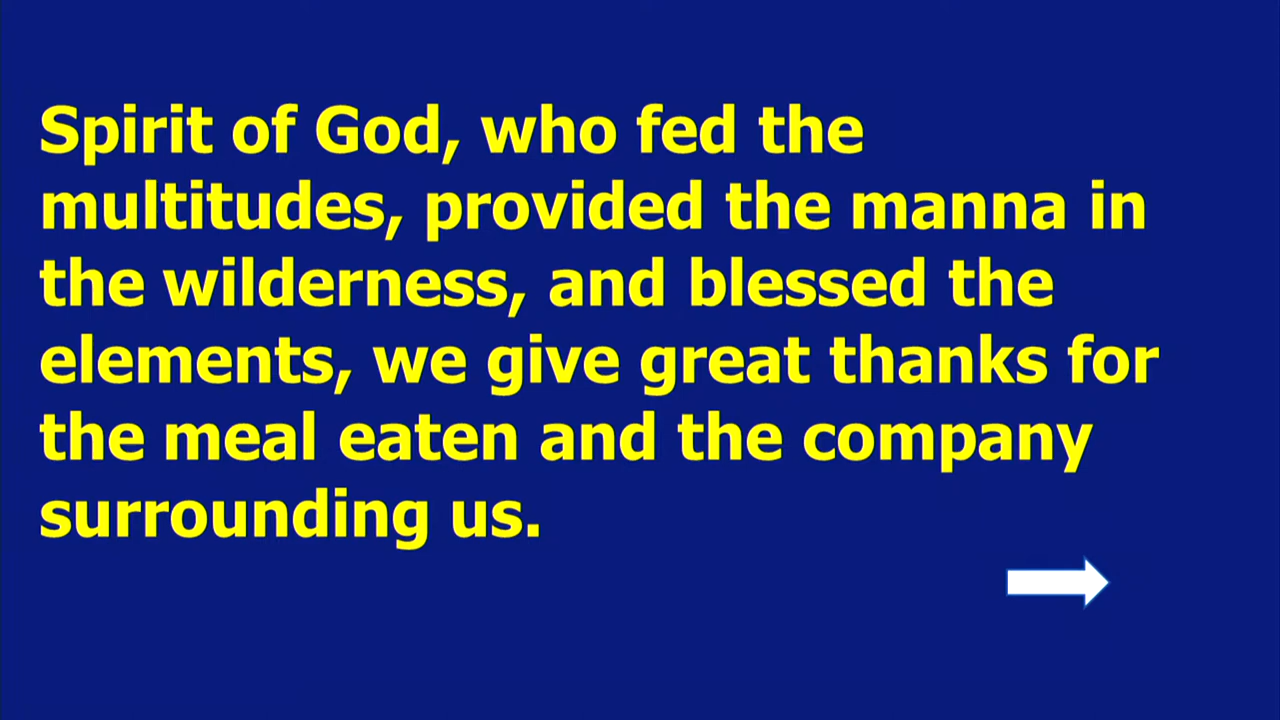 Spirit of God, who fed the
multitudes, provided the manna in
the wilderness, and blessed the
elements, we give great thanks for
the meal eaten and the company
surrounding us.